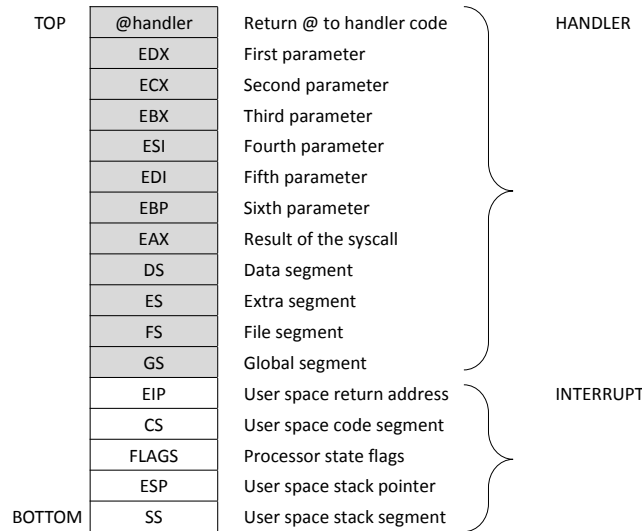 TOP @handler Return @ to handler code HANDLER
EDX First parameter
ECX Second parameter
EBX Third parameter
ESI Fourth parameter
EDI Fifth parameter
EBP Sixth parameter
EAX Result of the syscall
DS Data segment
ES Extra segment
FS File segment
GS Global segment
EIP User space return address INTERRUPT
CS User space code segment
FLAGS Processor state flags
ESP User space stack pointer
BOTTOM SS User space stack segment